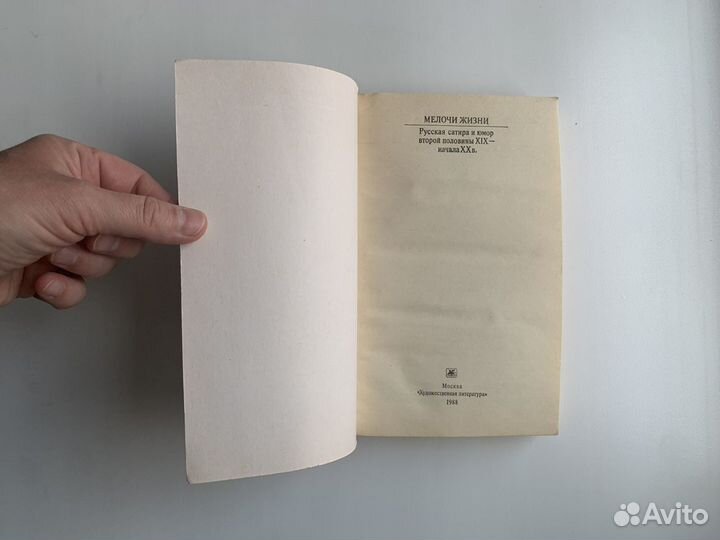 МЕЛОЧИ ЖИЗНИ
Русская сатира и юмор
второй половины XIX—
начала XX в.
Москва
«Художественная литература»
1988
Avito